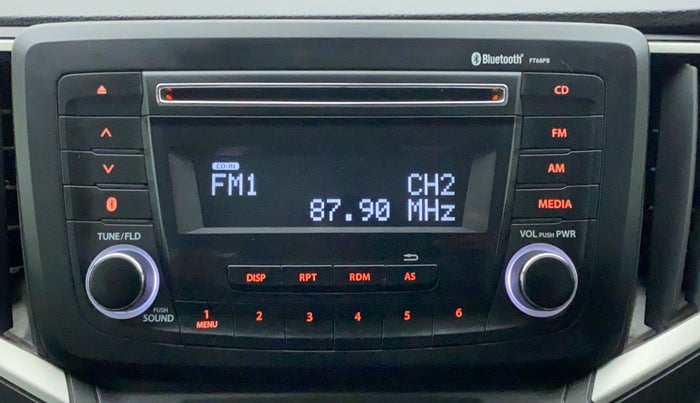 Bluetooth® FT68PB
CD
FM
AM
MEDIA
CD-IN
FM1 CH2
87.90 MHz
TUNE/FLD
VOL PUSH PWR
DISP RPT RDM AS
PUSH SOUND
1 2 3 4 5 6
MENU